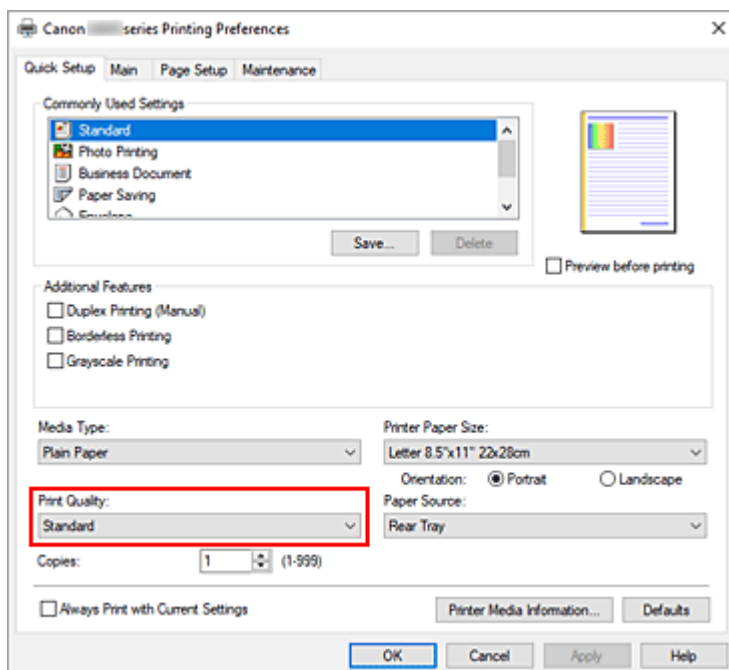 Canon series Printing Preferences
Quick Setup Main Page Setup Maintenance
Commonly Used Settings
Standard
Photo Printing
Business Document
Paper Saving
Envelope
Save... Delete
Preview before printing
Additional Features
Duplex Printing (Manual)
Borderless Printing
Grayscale Printing
Media Type: Printer Paper Size:
Plain Paper Letter 8.5"x11" 22x28cm
Orientation: Portrait Landscape
Print Quality: Paper Source:
Standard Rear Tray
Copies: 1 (1-999)
Always Print with Current Settings Printer Media Information... Defaults
OK Cancel Apply Help